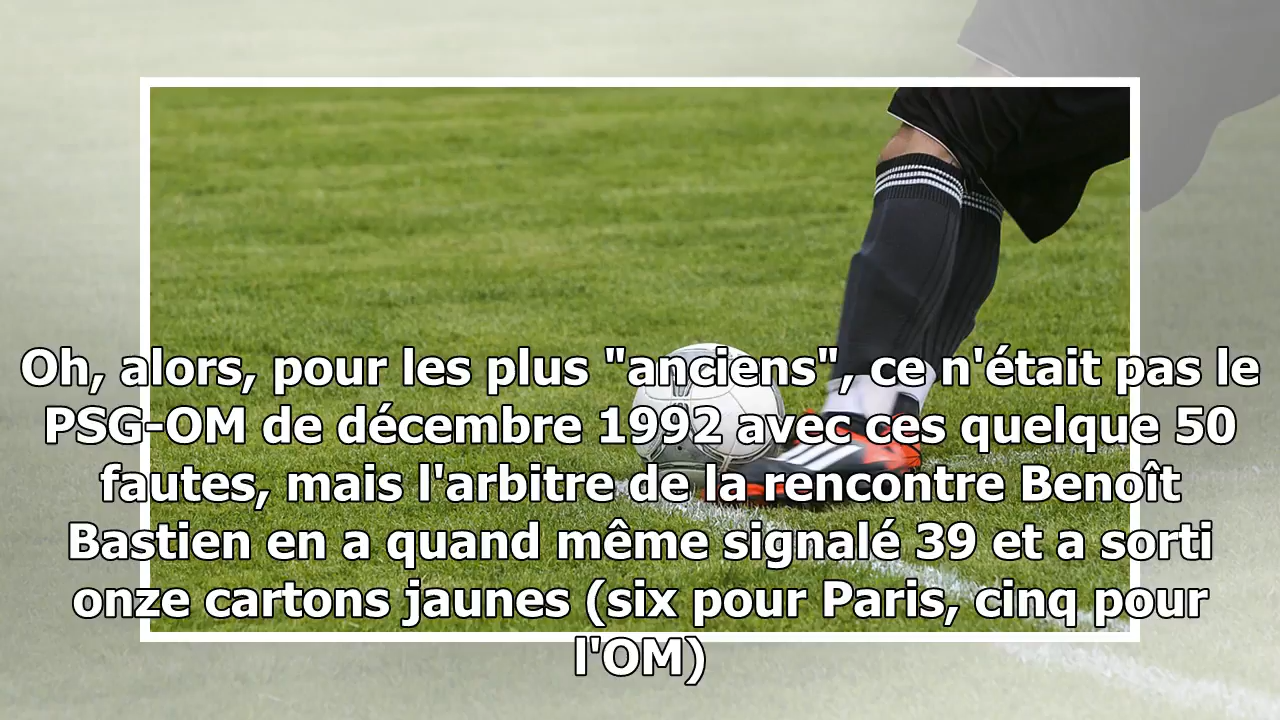 Oh, alors, pour les plus "anciens", ce n'était pas le
PSG-OM de décembre 1992 avec ces quelque 50
fautes, mais l'arbitre de la rencontre Benoît
Bastien en a quand même signalé 39 et a sorti
onze cartons jaunes (six pour Paris, cinq pour
l'OM)